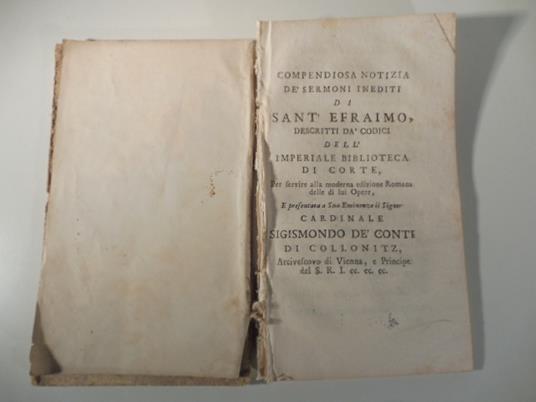 COMPENDIOSA NOTIZIA
DE' SERMONI INEDITI
DI
SANT' EFRAIMO,
DESCRITTI DA' CODICI
DELL'
IMPERIALE BIBLIOTECA
DI CORTE,
Per servire alla moderna edizione Romana
delle di lui Opere,
E presentata a Sua Eminenza il Signor
CARDINALE
SIGISMONDO DE' CONTI
DI COLLONITZ,
Arcivescovo di Vienna, e Principe
del S. R. I. ec. ec. ec.